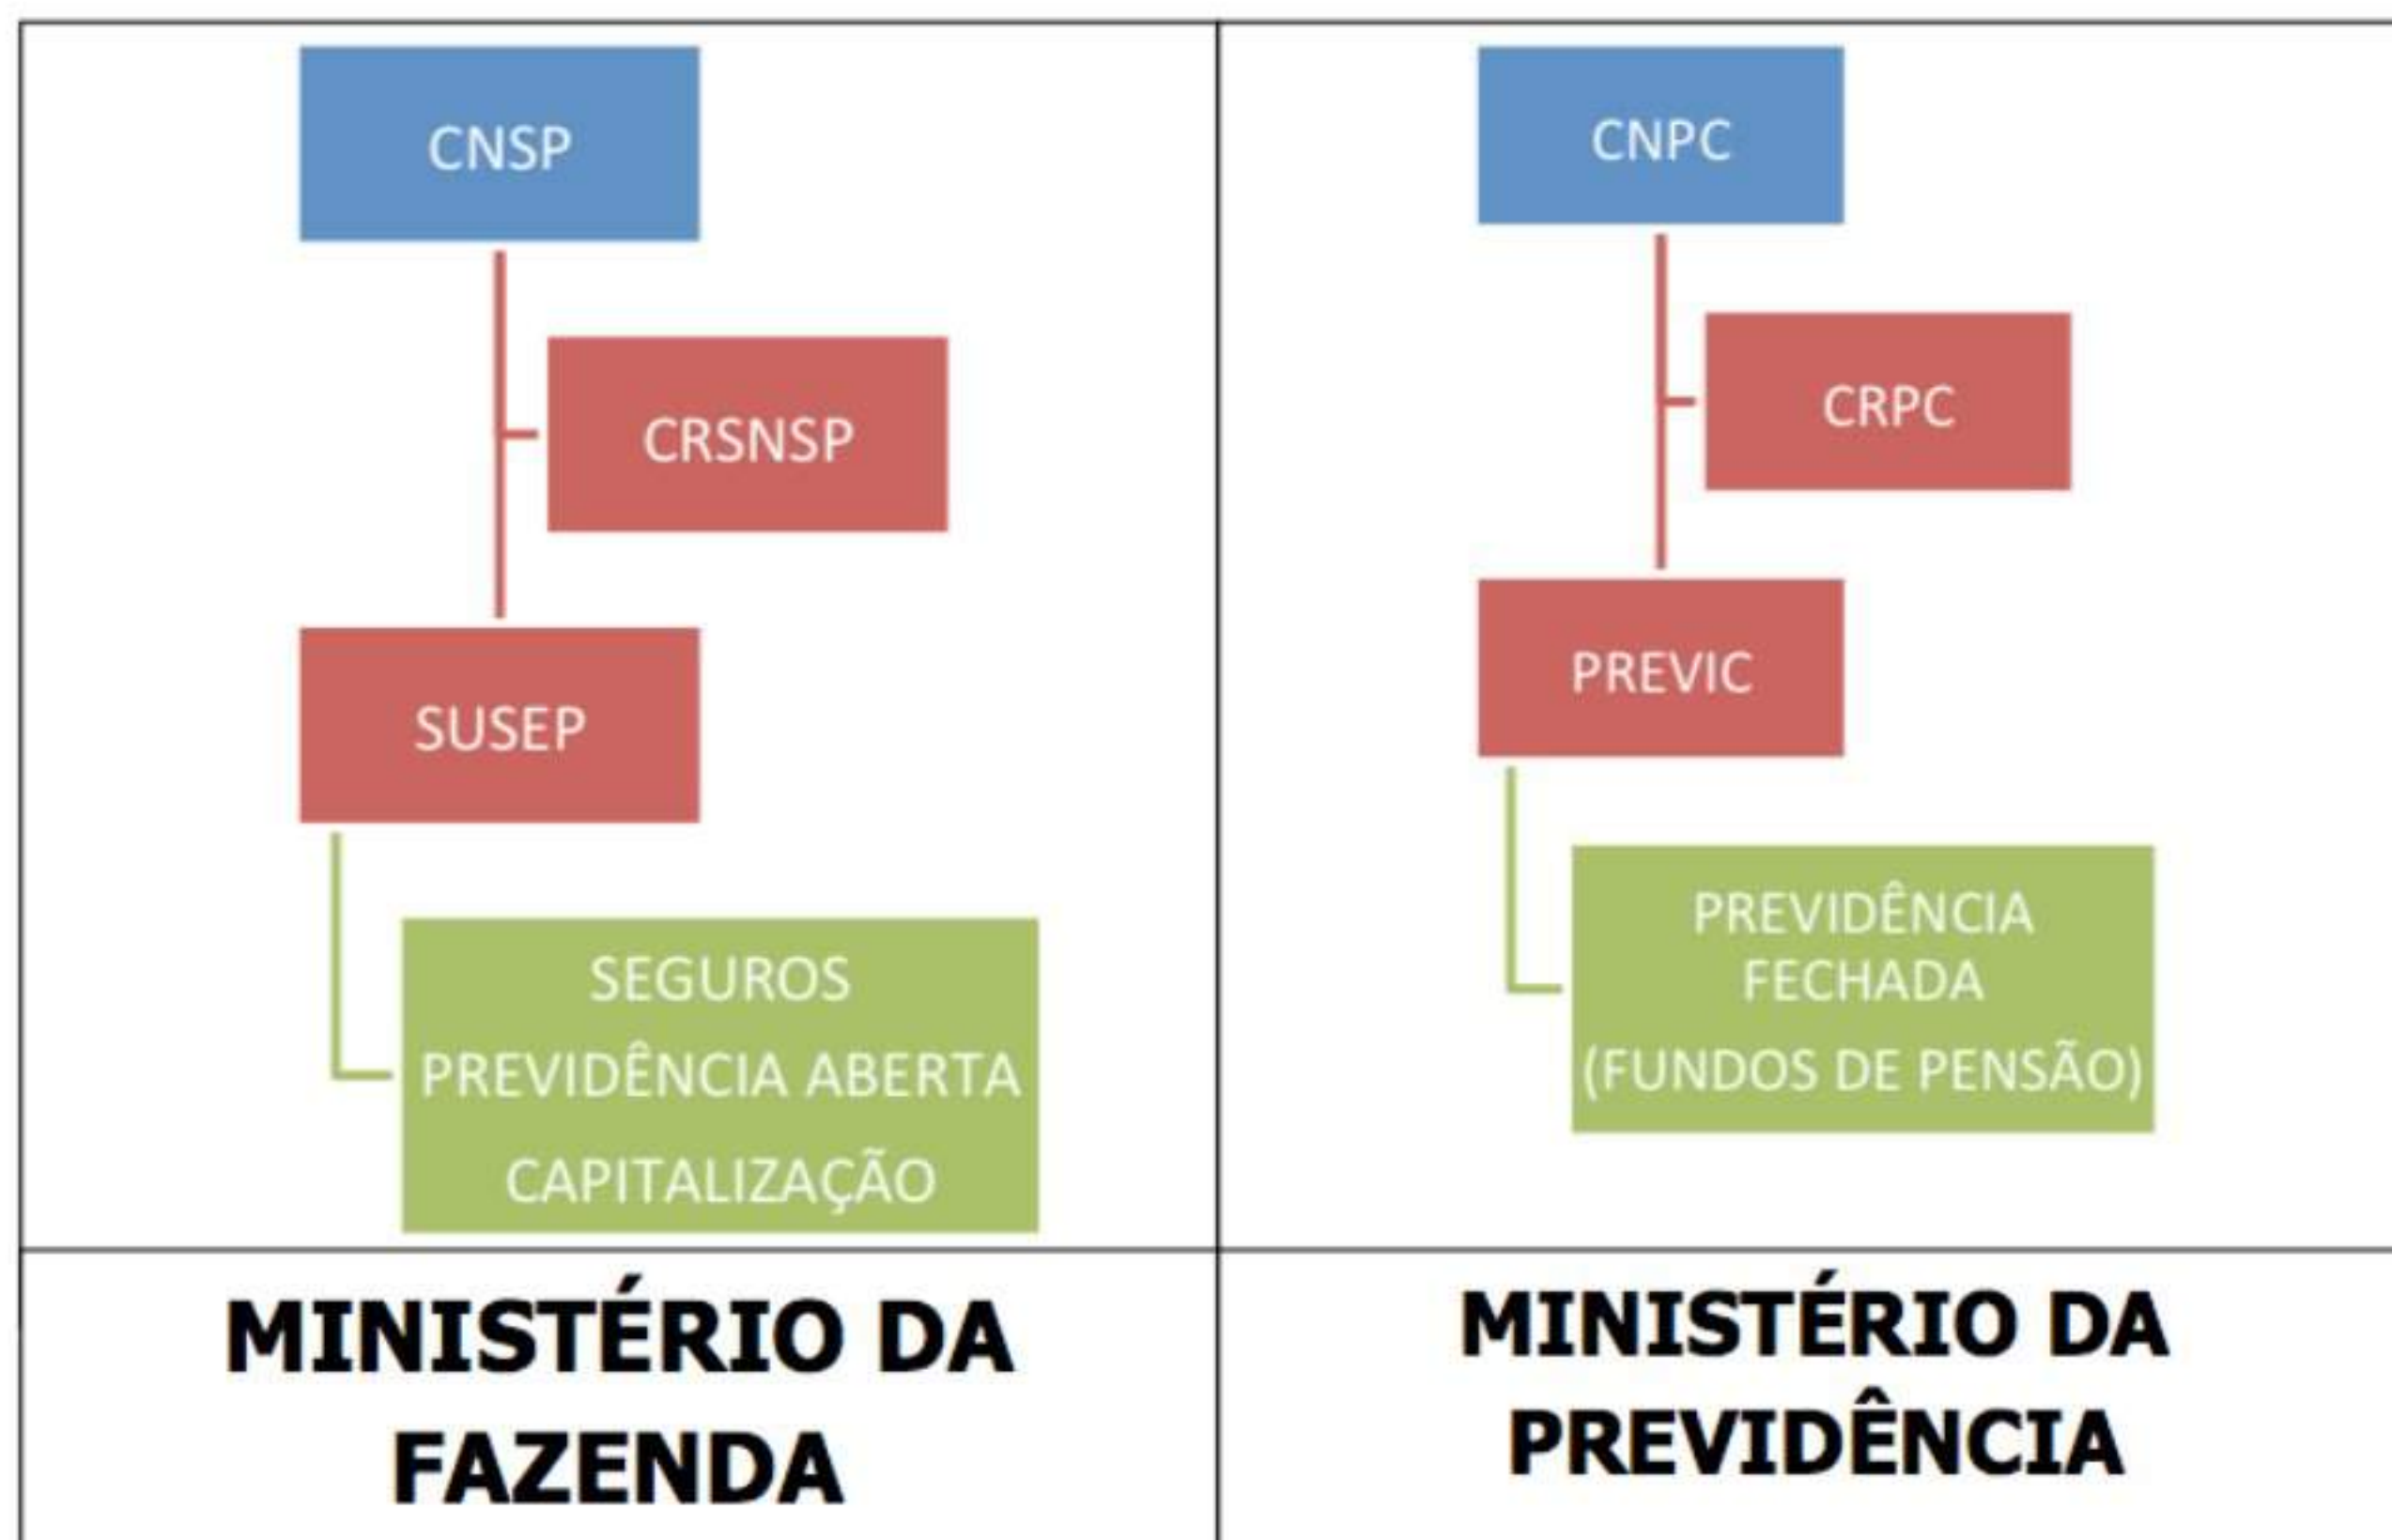 CNSP
CRSNSP
SUSEP
SEGUROS
PREVIDÊNCIA ABERTA
CAPITALIZAÇÃO
MINISTÉRIO DA
FAZENDA
CNPC
CRPC
PREVIC
PREVIDÊNCIA
FECHADA
(FUNDOS DE PENSÃO)
MINISTÉRIO DA
PREVIDÊNCIA